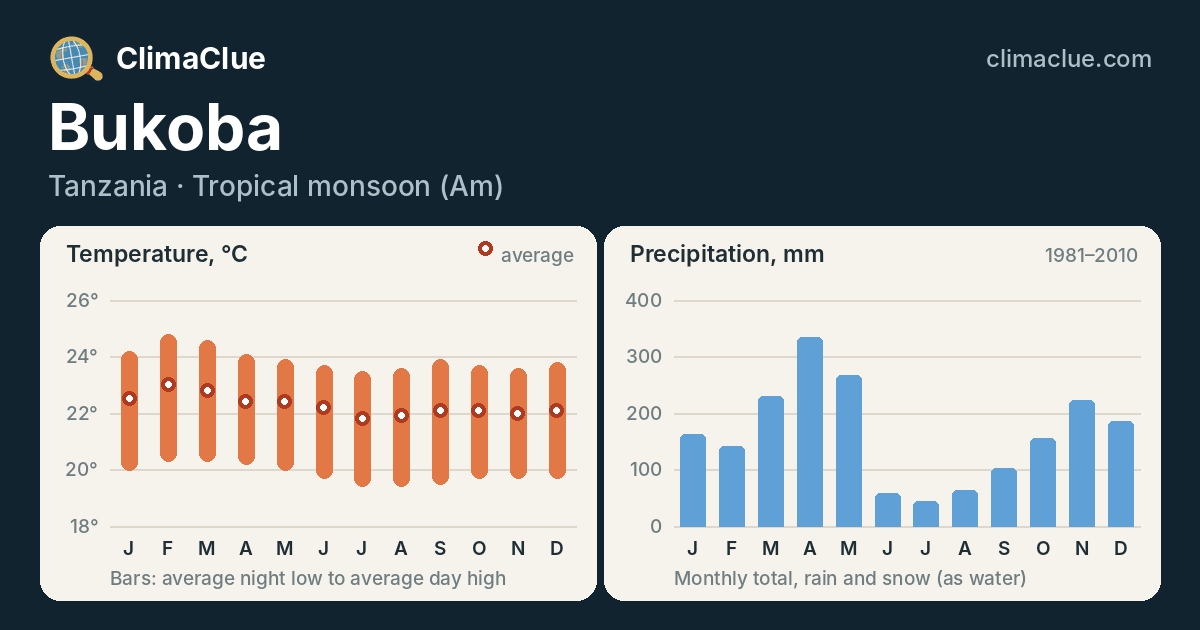 ClimaClue
climaclue.com
Bukoba
Tanzania · Tropical monsoon (Am)
Temperature, °C
average
26°
24°
22°
20°
18°
J F M A M J J A S O N D
Bars: average night low to average day high
Precipitation, mm
1981–2010
400
300
200
100
0
J F M A M J J A S O N D
Monthly total, rain and snow (as water)